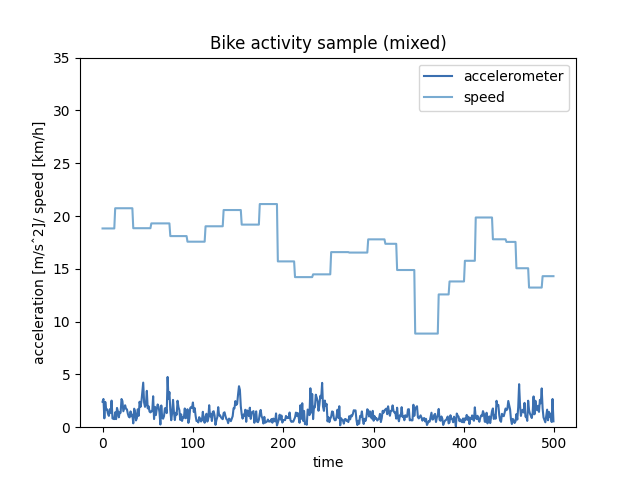 Bike activity sample (mixed)
accelerometer
speed
35
30
25
20
15
10
5
0
acceleration [m/s^2]/ speed [km/h]
0 100 200 300 400 500
time